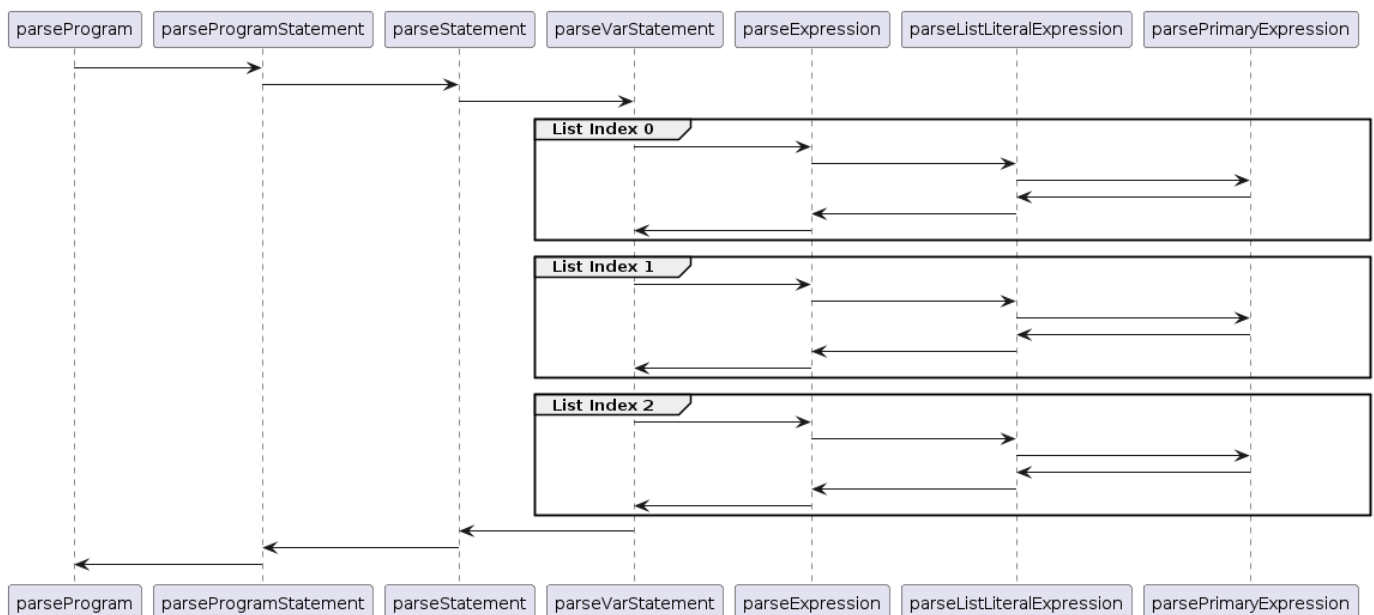 parseProgram parseProgramStatement parseStatement parseVarStatement parseExpression parseListLiteralExpression parsePrimaryExpression
List Index 0
List Index 1
List Index 2
parseProgram parseProgramStatement parseStatement parseVarStatement parseExpression parseListLiteralExpression parsePrimaryExpression